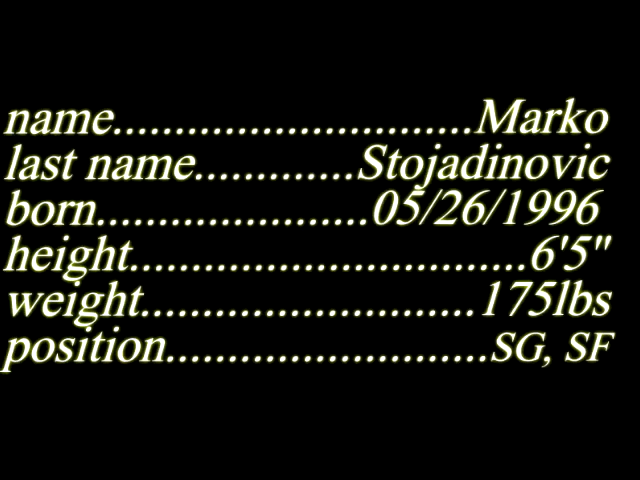 name.............................Marko
last name.............Stojadinovic
born......................05/26/1996
height................................6'5"
weight...........................175lbs
position..........................SG, SF